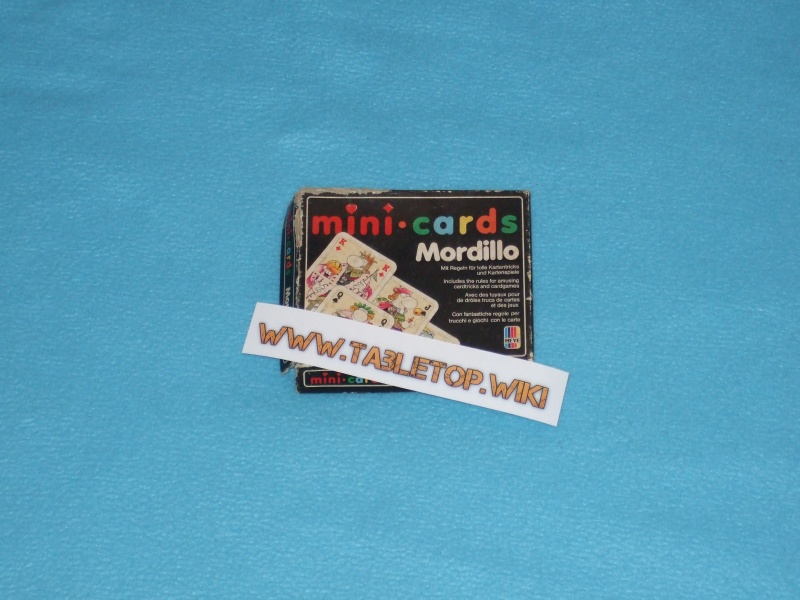 mini·cards
Mordillo
Mit Regeln für tolle Kartentricks
und Kartenspiele
Includes the rules for amusing
cardtricks and cardgames
Avec des tuyaux pour
de drôles trucs de cartes
et des jeux
Con fantastiche regole per
trucchi e giochi con le carte
K
K
Q
Q
J
WWW.TABLETOP.WIKI
mini·car